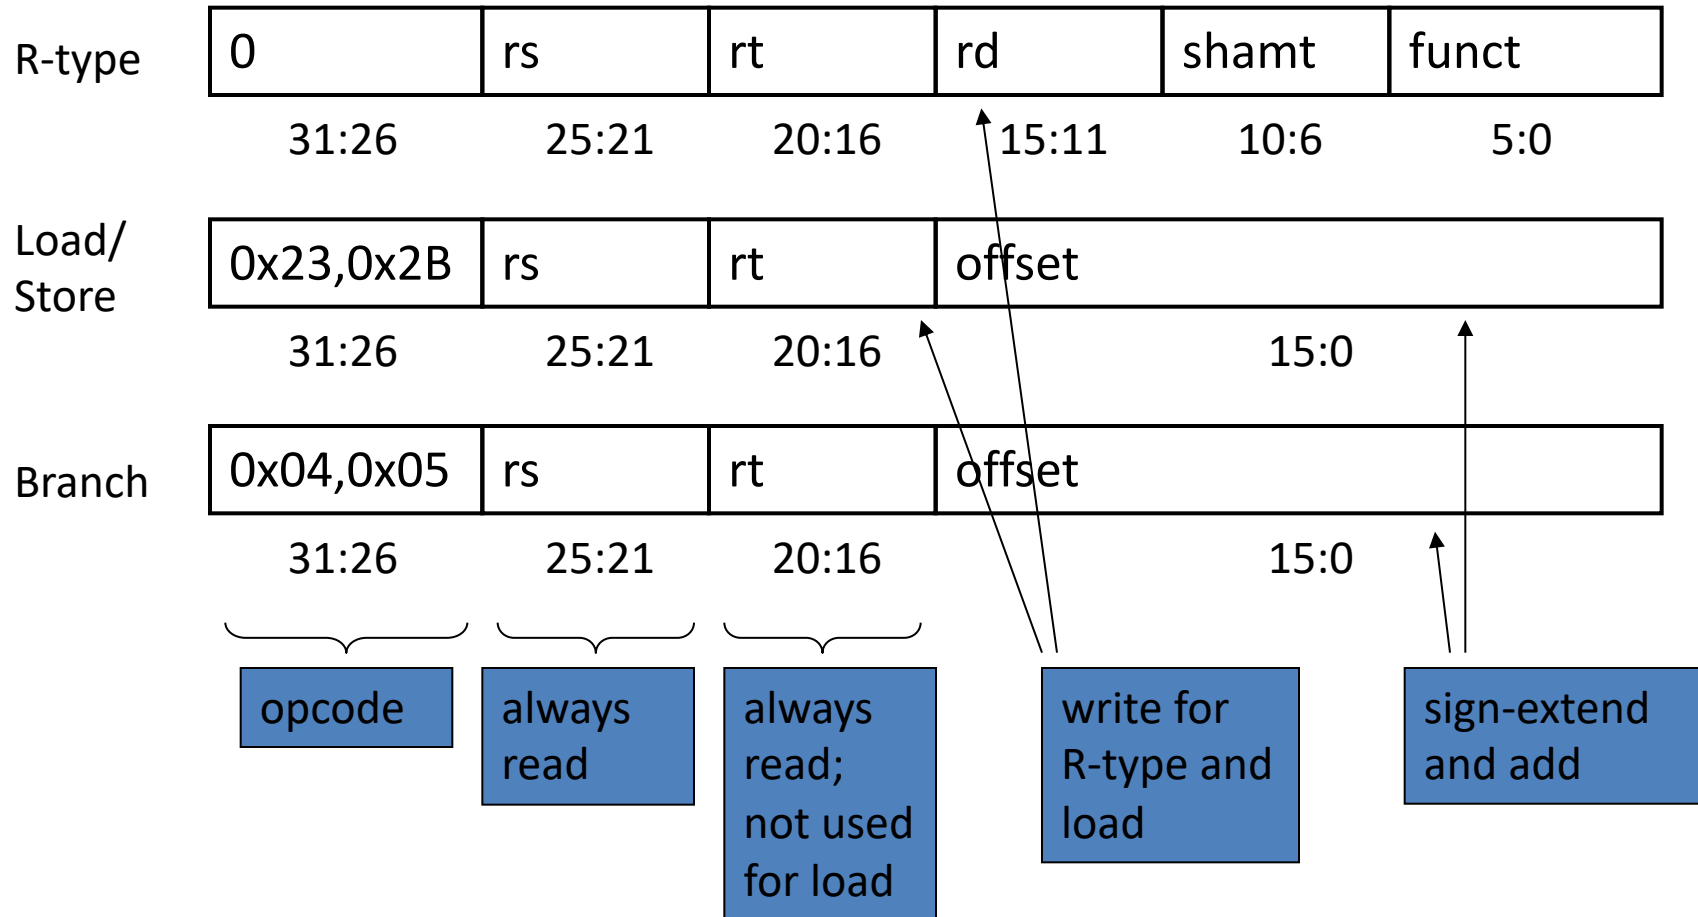 R-type 0 rs rt rd shamt funct
31:26 25:21 20:16 15:11 10:6 5:0
Load/
Store
0x23,0x2B rs rt offset
31:26 25:21 20:16 15:0
Branch 0x04,0x05 rs rt offset
31:26 25:21 20:16 15:0
opcode
always
read
always
read;
not used
for load
write for
R-type and
load
sign-extend
and add